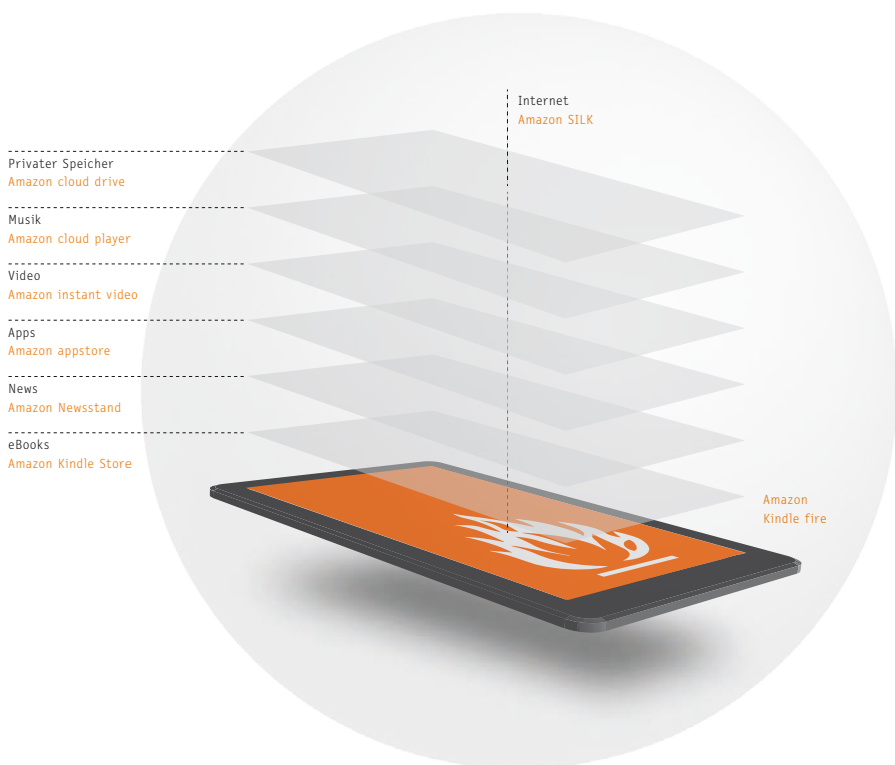 Internet
Amazon SILK
Privater Speicher
Amazon cloud drive
Musik
Amazon cloud player
Video
Amazon instant video
Apps
Amazon appstore
News
Amazon Newsstand
eBooks
Amazon Kindle Store
Amazon
Kindle fire